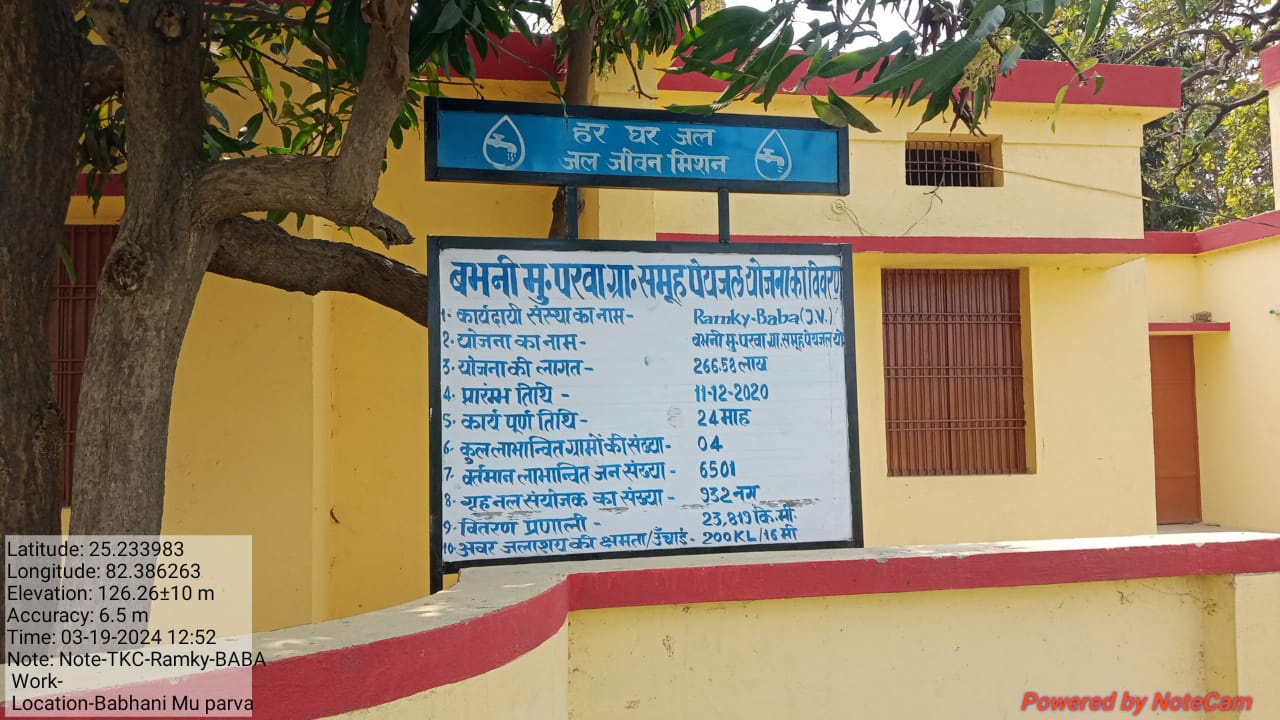 हर घर जल
जल जीवन मिशन
बभनी मु॰ परवा ग्रा॰ समूह पेयजल योजना का विवरण
1. कार्यदायी संस्था का नाम - Ramky-Baba (J.V.)
2. योजना का नाम - बभनी मु॰ परवा ग्रा. समूह पेयजल यो
3. योजना की लागत - 266.58 लाख
4. प्रारम्भ तिथि - 11-12-2020
5. कार्य पूर्ण तिथि - 24 माह
6. कुल लाभान्वित ग्रामों की संख्या - 04
7. वर्तमान लाभान्वित जन संख्या - 6501
8. गृह नल संयोजक का संख्या - 932 नग
9. वितरण प्रणाली - 23.819 कि.मी.
10. अवर जलाशय की क्षमता/ऊँचाई - 200KL/16 मी
Latitude: 25.233983
Longitude: 82.386263
Elevation: 126.26±10 m
Accuracy: 6.5 m
Time: 03-19-2024 12:52
Note: Note-TKC-Ramky-BABA
Work-
Location-Babhani Mu parva
Powered by NoteCam